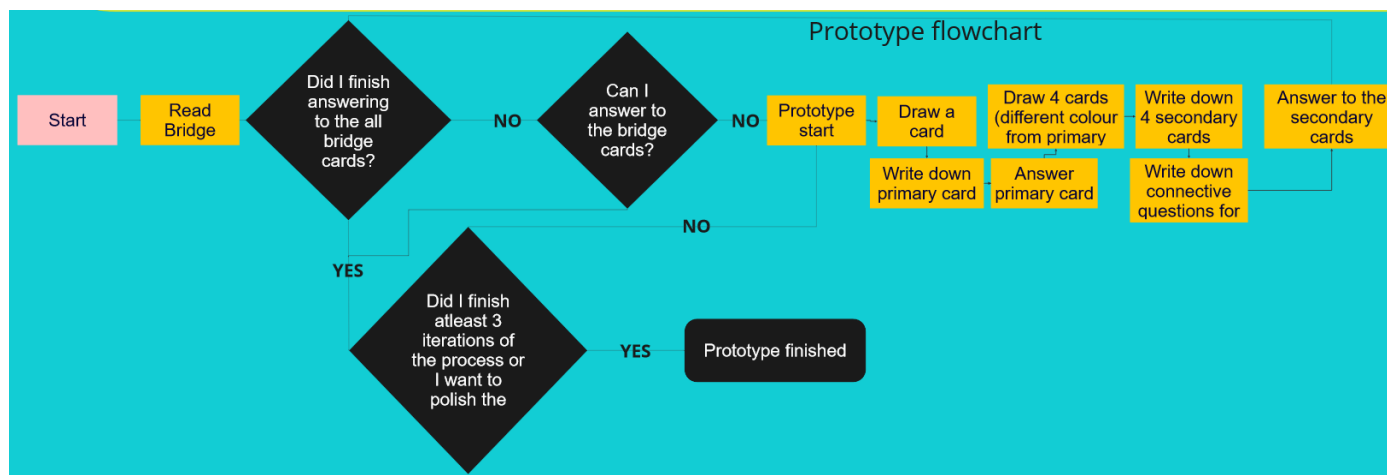 Prototype flowchart
Start
Read
Bridge
Did I finish
answering
to the all
bridge
cards?
NO
Can I
answer to
the bridge
cards?
NO
Prototype
start
Draw a
card
Write down
primary card
Answer
primary card
Draw 4 cards
(different colour
from primary
Write down
4 secondary
cards
Write down
connective
questions for
Answer to the
secondary
cards
NO
YES
Did I finish
atleast 3
iterations of
the process or
I want to
polish the
YES
Prototype finished